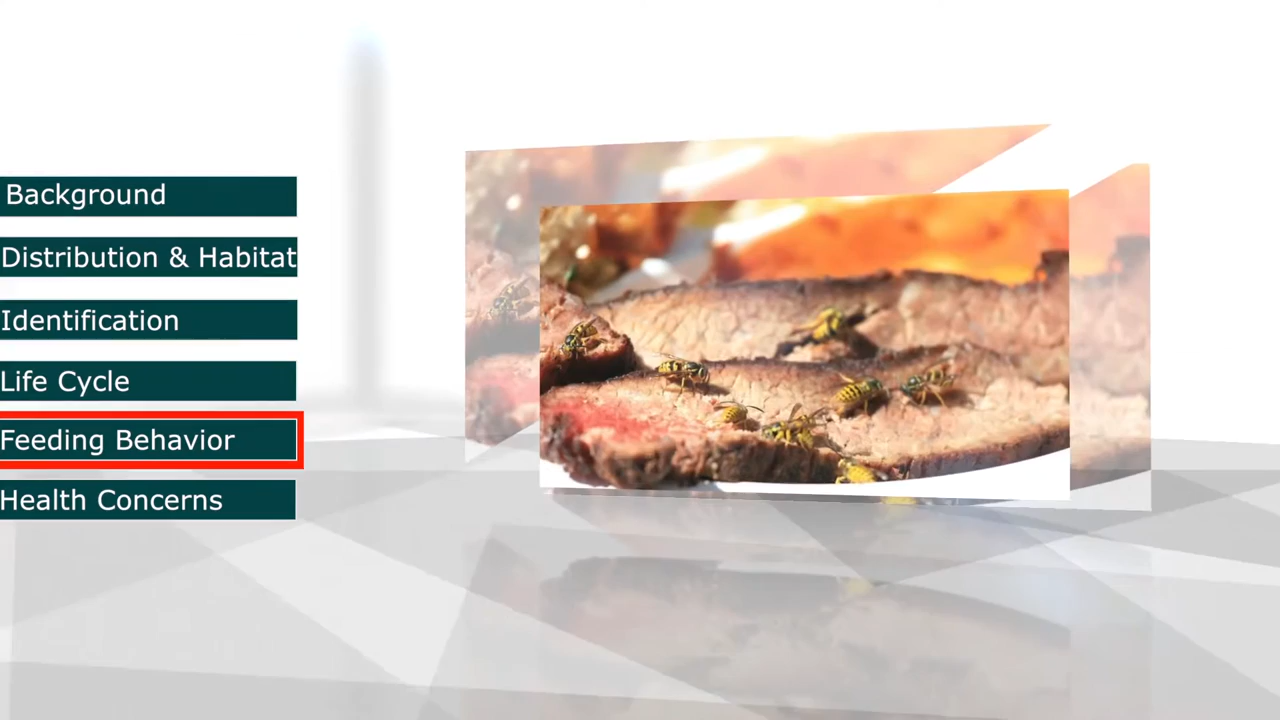 Background
Distribution & Habitat
Identification
Life Cycle
Feeding Behavior
Health Concerns